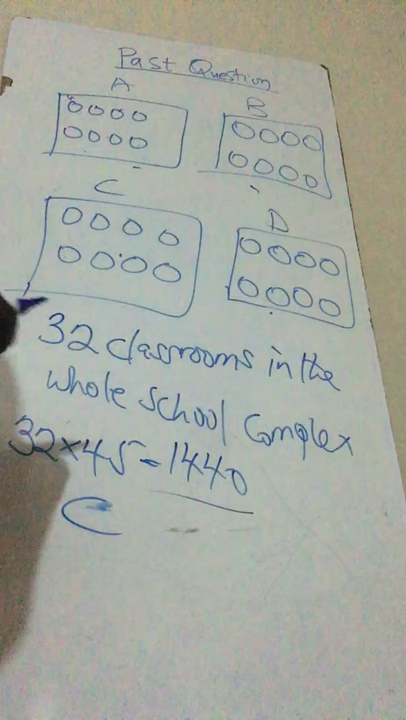 Past Question
A
B
C
D
32 classrooms in the
whole school Complex
32×45=1440
C